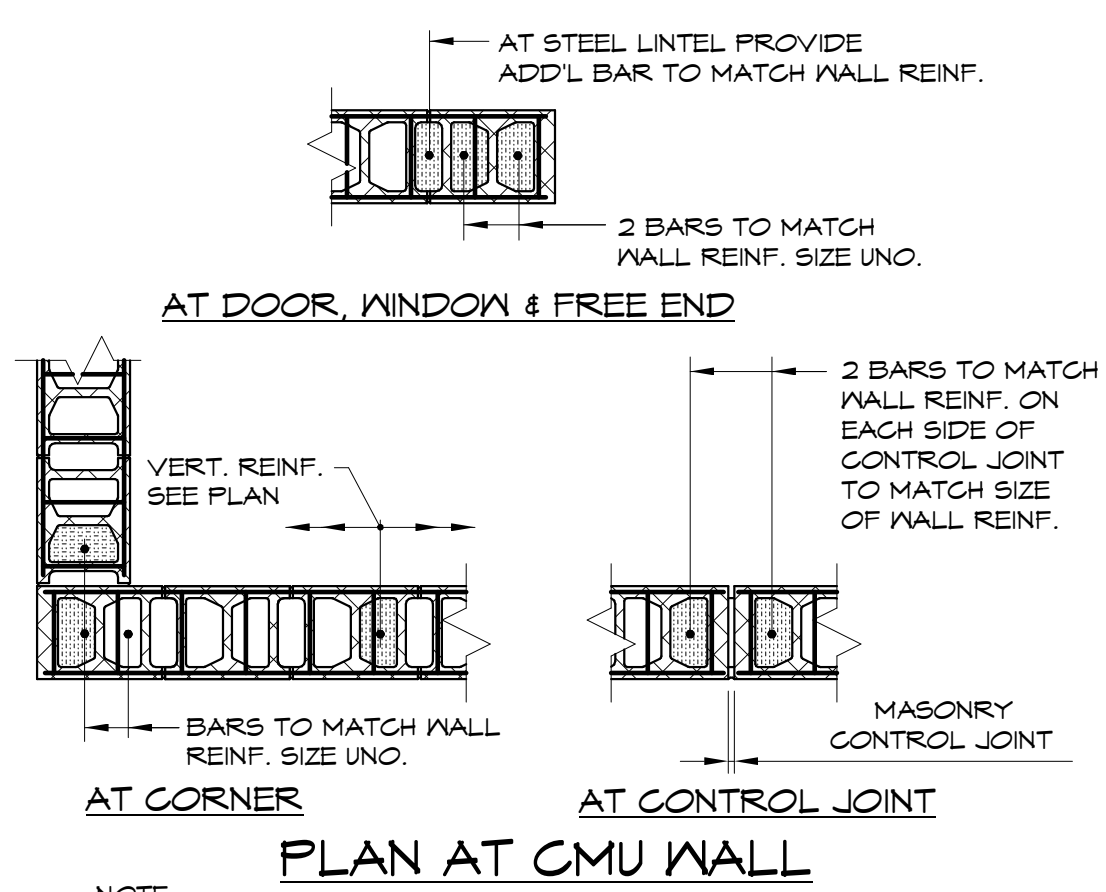 AT STEEL LINTEL PROVIDE
ADD'L BAR TO MATCH WALL REINF.
2 BARS TO MATCH
WALL REINF. SIZE UNO.
AT DOOR, WINDOW & FREE END
VERT. REINF.
SEE PLAN
BARS TO MATCH WALL
REINF. SIZE UNO.
AT CORNER
2 BARS TO MATCH
WALL REINF. ON
EACH SIDE OF
CONTROL JOINT
TO MATCH SIZE
OF WALL REINF.
MASONRY
CONTROL JOINT
AT CONTROL JOINT
PLAN AT CMU WALL
NOTE